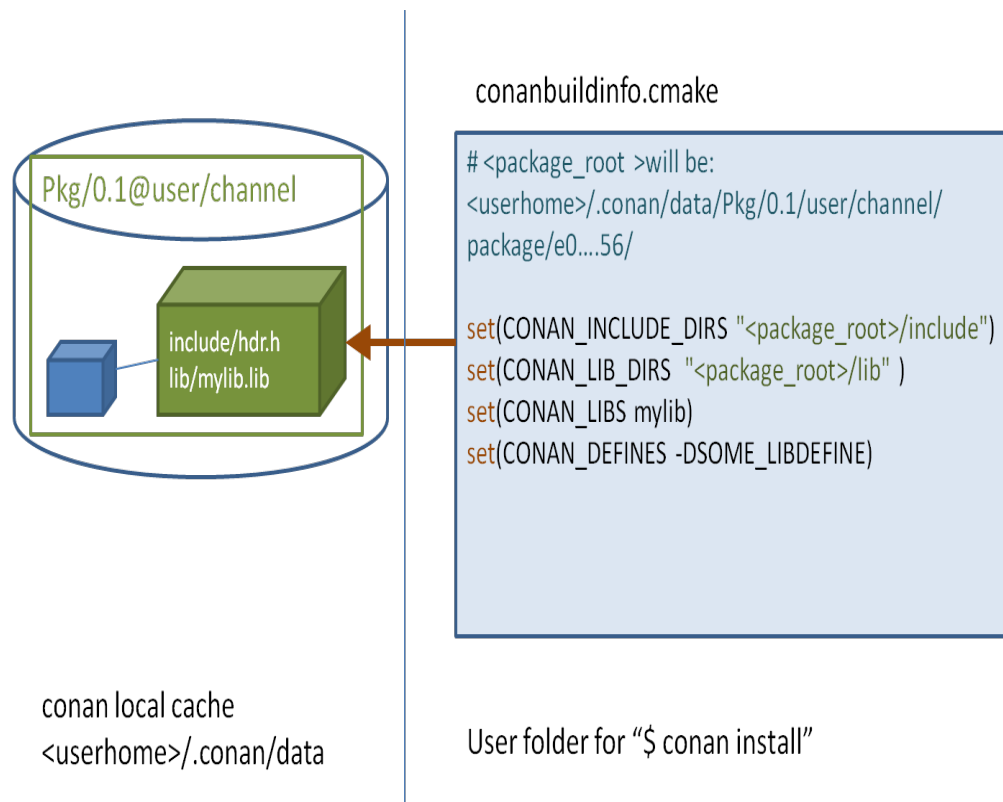 Pkg/0.1@user/channel
include/hdr.h
lib/mylib.lib
conan local cache
<userhome>/.conan/data
conanbuildinfo.cmake
# <package_root >will be:
<userhome>/.conan/data/Pkg/0.1/user/channel/
package/e0....56/
set(CONAN_INCLUDE_DIRS "<package_root>/include")
set(CONAN_LIB_DIRS "<package_root>/lib" )
set(CONAN_LIBS mylib)
set(CONAN_DEFINES -DSOME_LIBDEFINE)
User folder for “$ conan install”